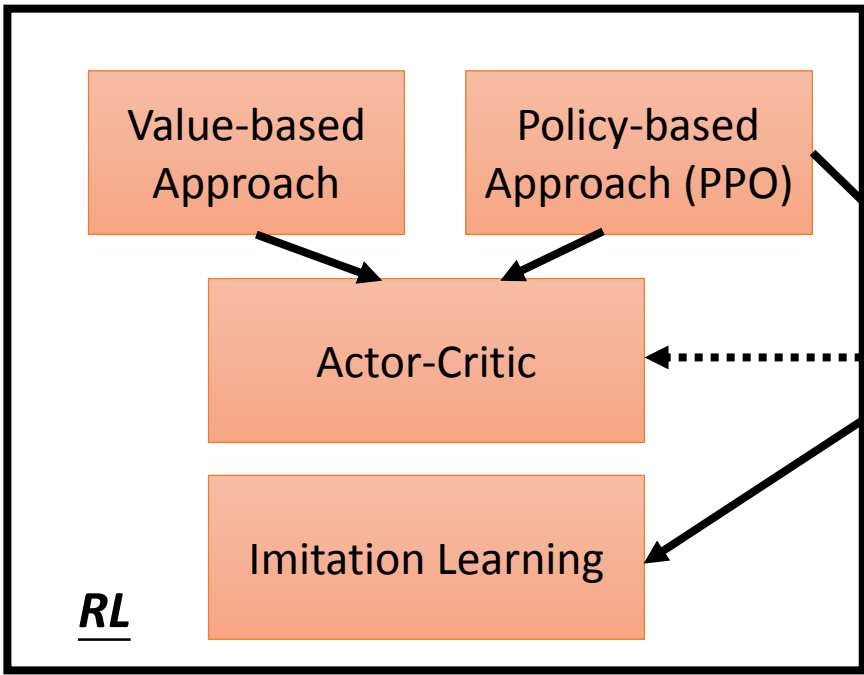 Value-based
Approach
Policy-based
Approach (PPO)
Actor-Critic
Imitation Learning
RL